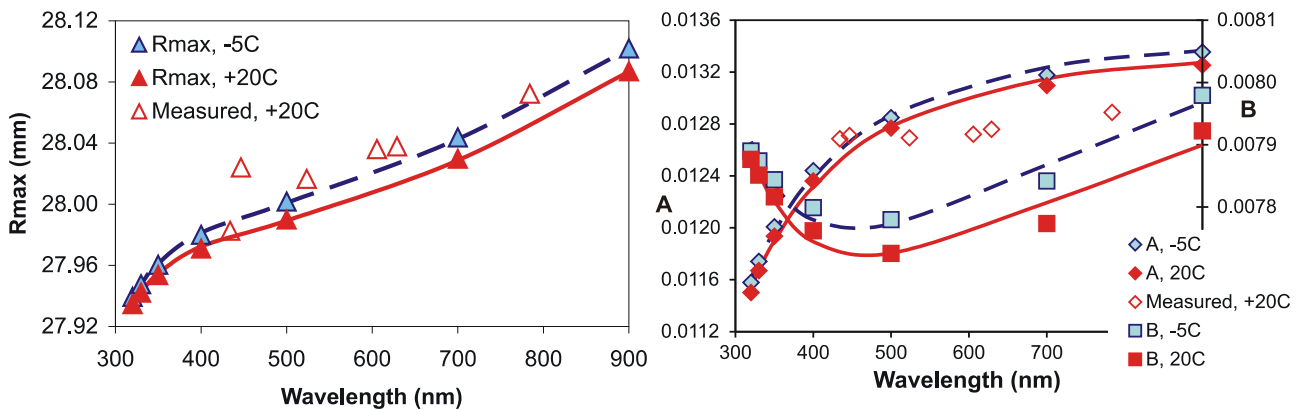 28.12
28.08
28.04
28.00
27.96
27.92
Rmax (mm)
Rmax, -5C
Rmax, +20C
Measured, +20C
300 400 500 600 700 800 900
Wavelength (nm)
0.0136
0.0132
0.0128
0.0124
0.0120
0.0116
0.0112
A
0.0081
0.0080
0.0079
0.0078
B
A, -5C
A, 20C
Measured, +20C
B, -5C
B, 20C
300 400 500 600 700
Wavelength (nm)